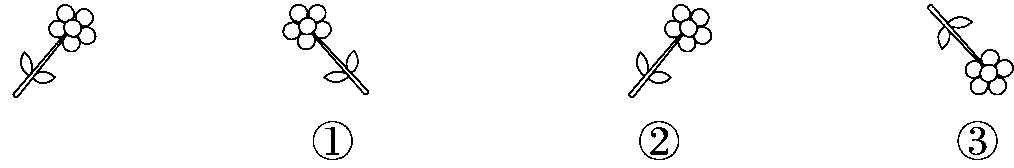 ① ② ③